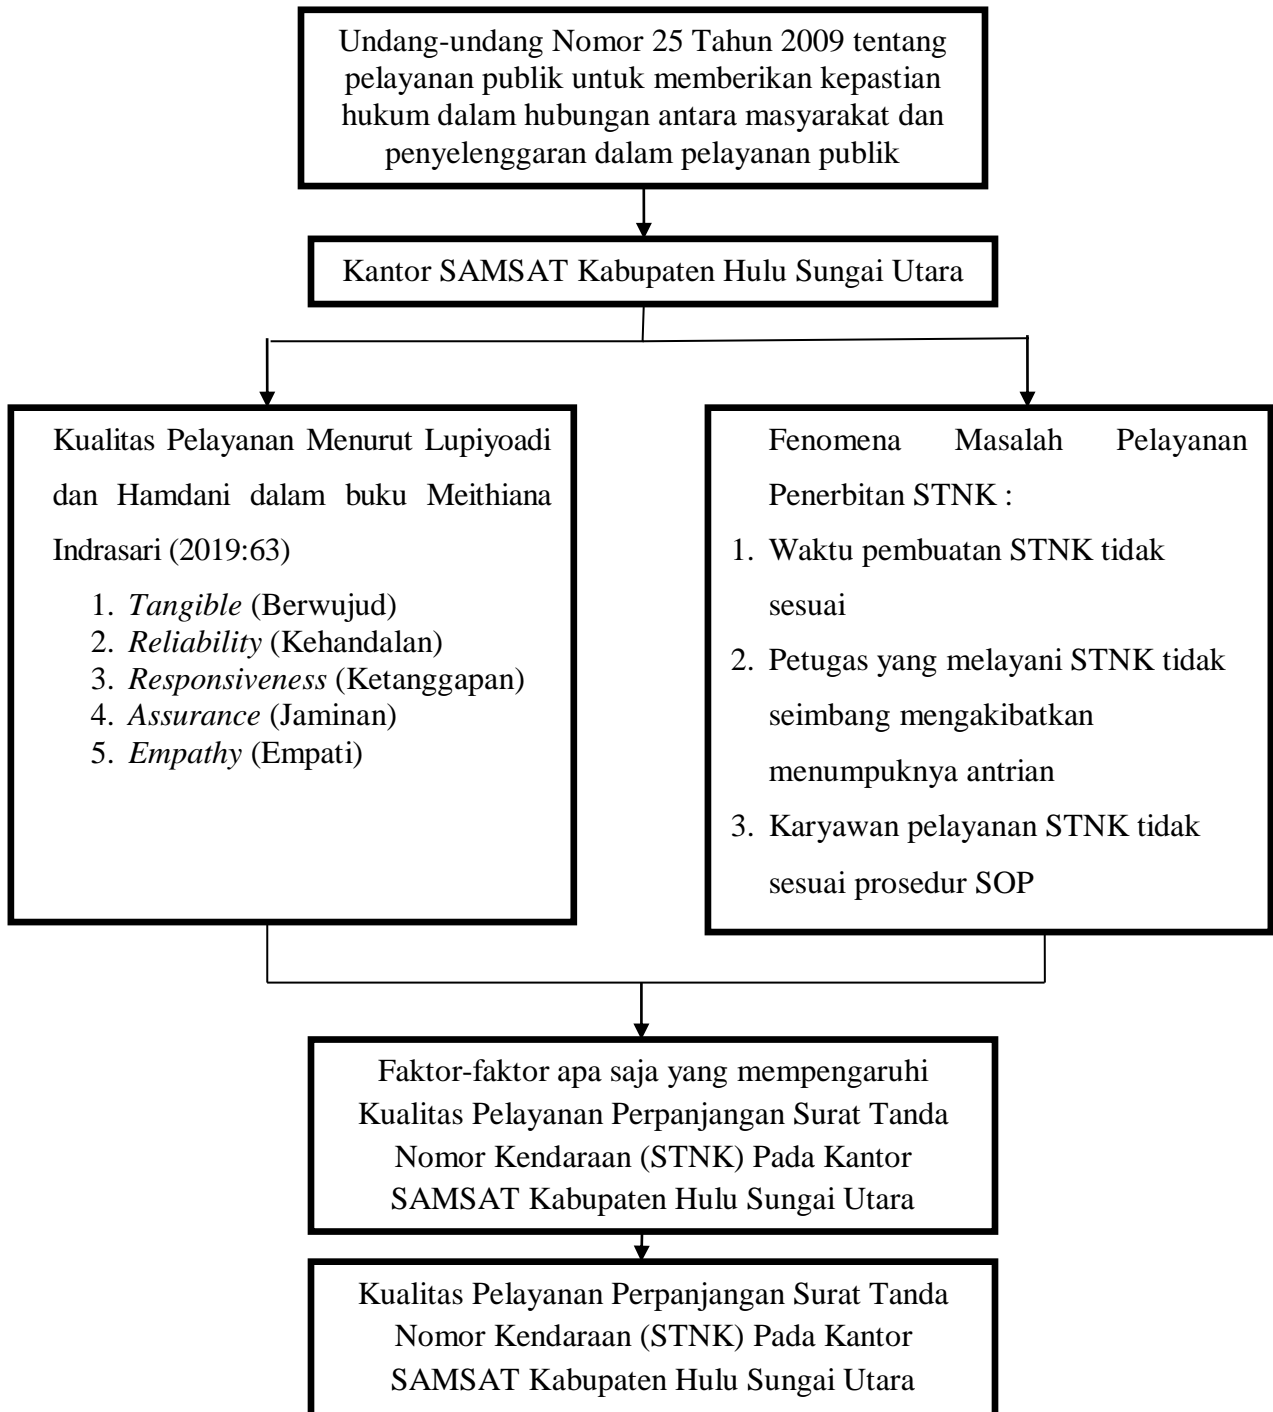 Undang-undang Nomor 25 Tahun 2009 tentang
pelayanan publik untuk memberikan kepastian
hukum dalam hubungan antara masyarakat dan
penyelenggaran dalam pelayanan publik
Kantor SAMSAT Kabupaten Hulu Sungai Utara
Kualitas Pelayanan Menurut Lupiyoadi
dan Hamdani dalam buku Meithiana
Indrasari (2019:63)
1. Tangible (Berwujud)
2. Reliability (Kehandalan)
3. Responsiveness (Ketanggapan)
4. Assurance (Jaminan)
5. Empathy (Empati)
Fenomena Masalah Pelayanan
Penerbitan STNK :
1. Waktu pembuatan STNK tidak
sesuai
2. Petugas yang melayani STNK tidak
seimbang mengakibatkan
menumpuknya antrian
3. Karyawan pelayanan STNK tidak
sesuai prosedur SOP
Faktor-faktor apa saja yang mempengaruhi
Kualitas Pelayanan Perpanjangan Surat Tanda
Nomor Kendaraan (STNK) Pada Kantor
SAMSAT Kabupaten Hulu Sungai Utara
Kualitas Pelayanan Perpanjangan Surat Tanda
Nomor Kendaraan (STNK) Pada Kantor
SAMSAT Kabupaten Hulu Sungai Utara